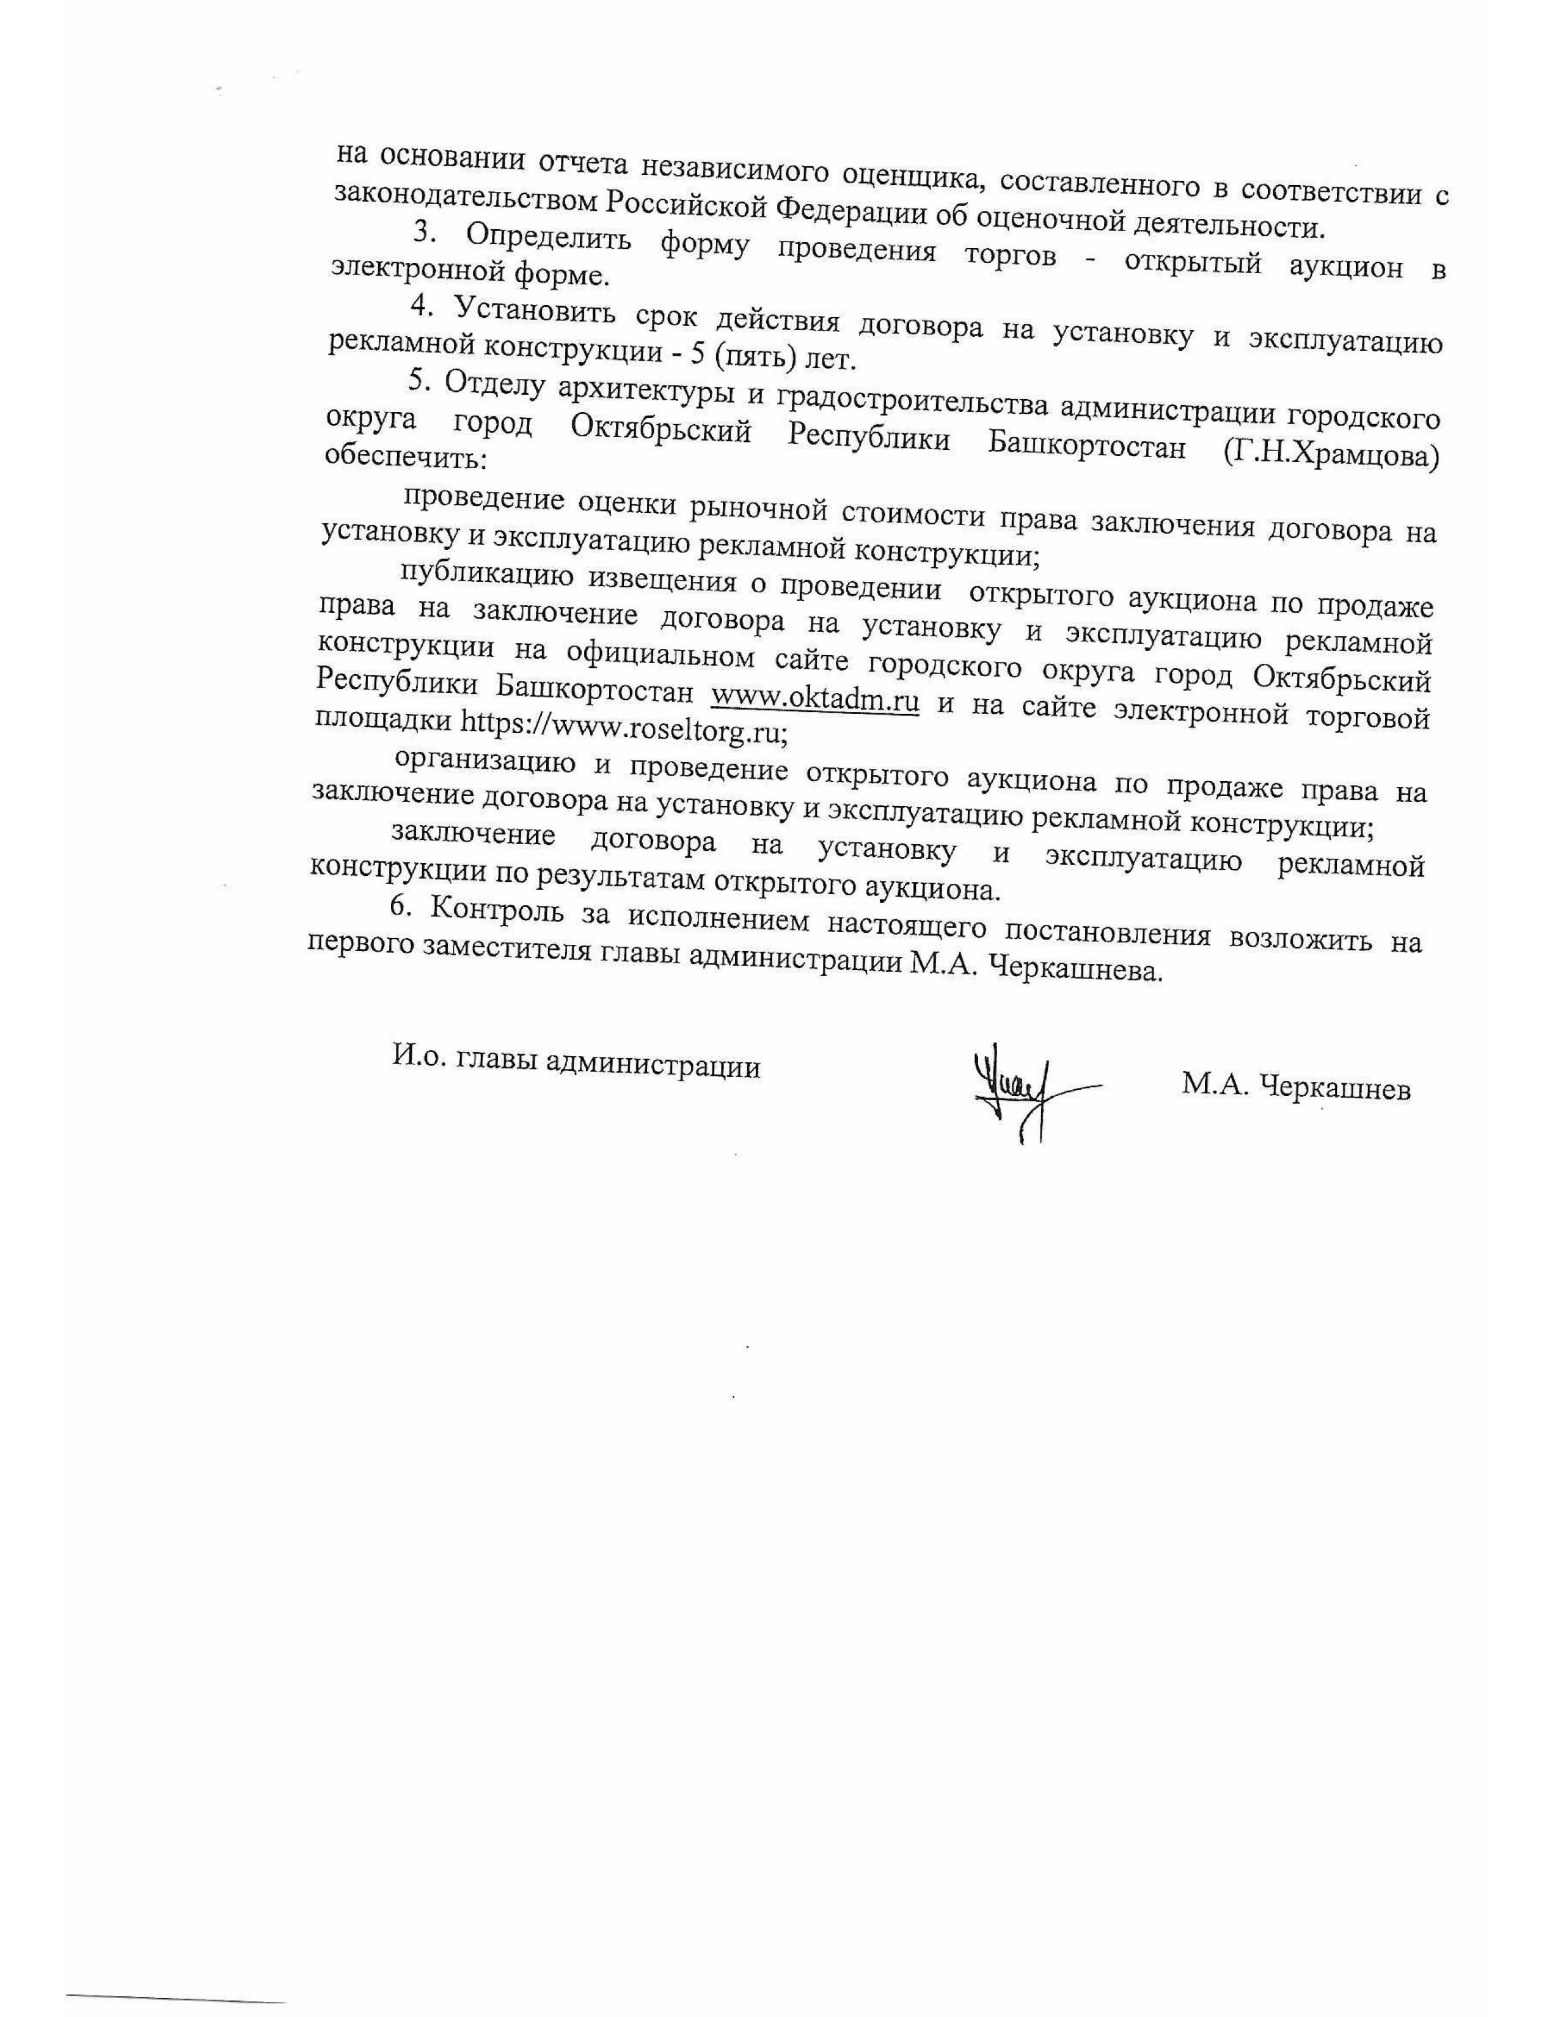 на основании отчета независимого оценщика, составленного в соответствии с
законодательством Российской Федерации об оценочной деятельности.
3. Определить форму проведения торгов - открытый аукцион в
электронной форме.
4. Установить срок действия договора на установку и эксплуатацию
рекламной конструкции - 5 (пять) лет.
5. Отделу архитектуры и градостроительства администрации городского
округа город Октябрьский Республики Башкортостан (Г.Н.Храмцова)
обеспечить:
проведение оценки рыночной стоимости права заключения договора на
установку и эксплуатацию рекламной конструкции;
публикацию извещения о проведении открытого аукциона по продаже
права на заключение договора на установку и эксплуатацию рекламной
конструкции на официальном сайте городского округа город Октябрьский
Республики Башкортостан www.oktadm.ru и на сайте электронной торговой
площадки https://www.roseltorg.ru;
организацию и проведение открытого аукциона по продаже права на
заключение договора на установку и эксплуатацию рекламной конструкции;
заключение договора на установку и эксплуатацию рекламной
конструкции по результатам открытого аукциона.
6. Контроль за исполнением настоящего постановления возложить на
первого заместителя главы администрации М.А. Черкашнева.
И.о. главы администрации М.А. Черкашнев